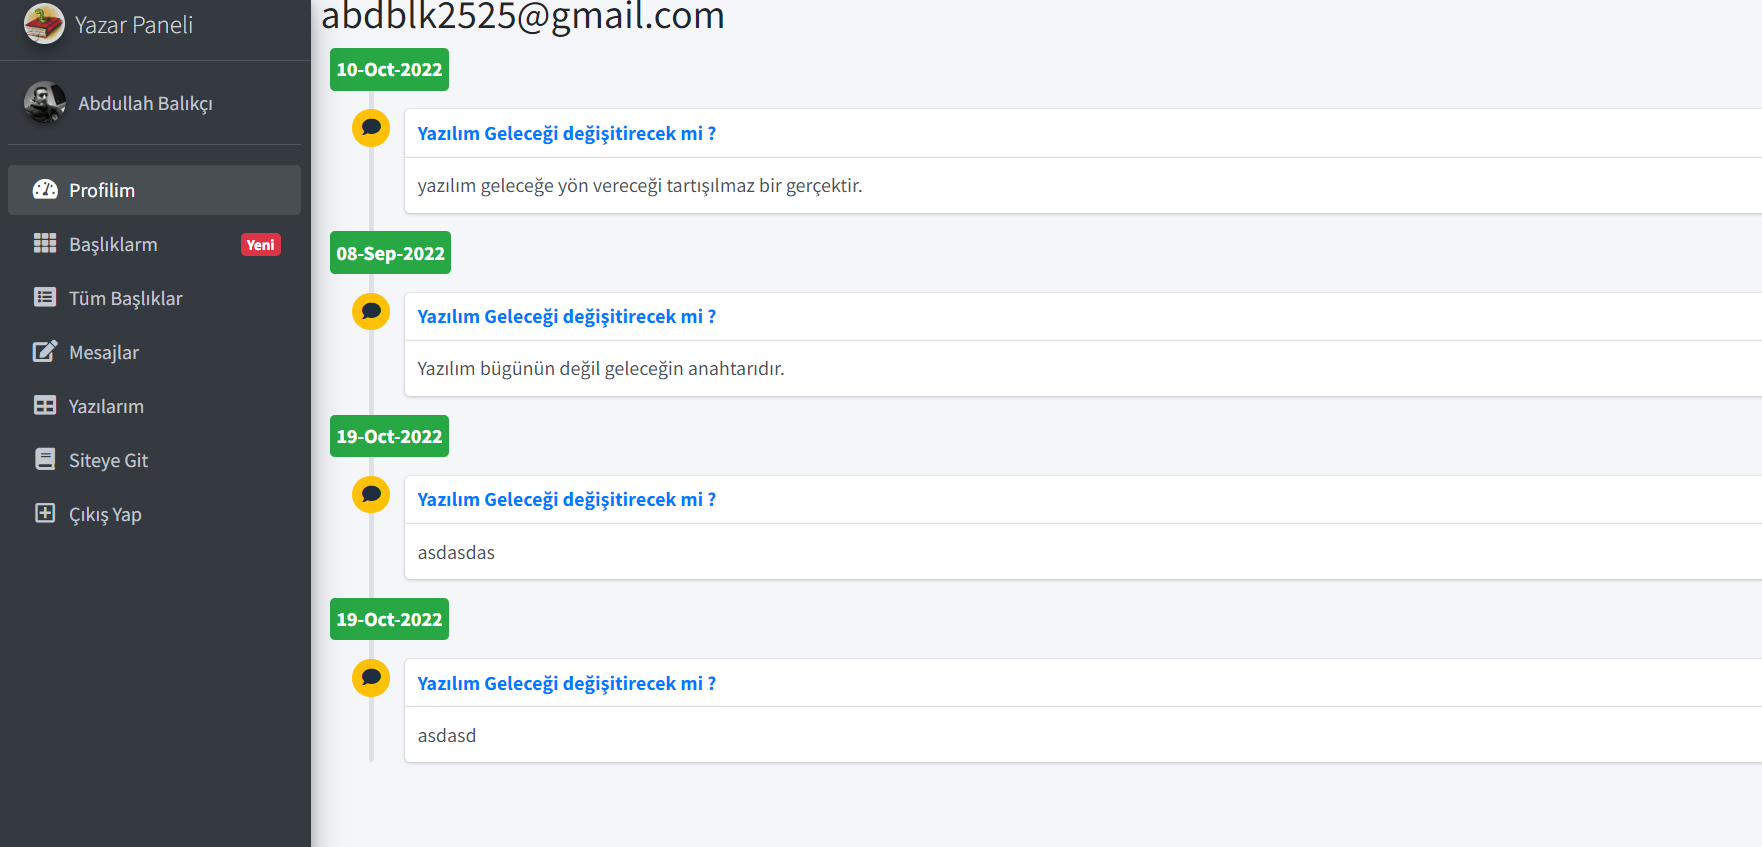 Yazar Paneli
Abdullah Balıkçı
Profilim
Başlıklarm
Yeni
Tüm Başlıklar
Mesajlar
Yazılarım
Siteye Git
Çıkış Yap
abdblk2525@gmail.com
10-Oct-2022
Yazılım Geleceği değişitirecek mi ?
yazılım geleceğe yön vereceği tartışılmaz bir gerçektir.
08-Sep-2022
Yazılım Geleceği değişitirecek mi ?
Yazılım bügünün değil geleceğin anahtarıdır.
19-Oct-2022
Yazılım Geleceği değişitirecek mi ?
asdasdas
19-Oct-2022
Yazılım Geleceği değişitirecek mi ?
asdasd